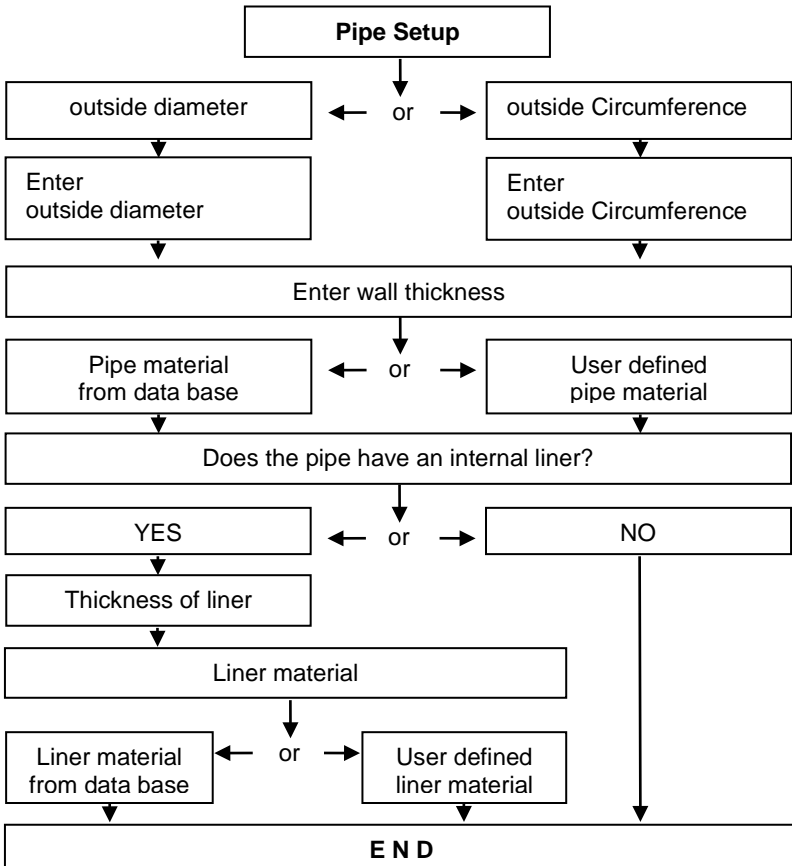 Pipe Setup
outside diameter
or
outside Circumference
Enter
outside diameter
Enter
outside Circumference
Enter wall thickness
Pipe material
from data base
or
User defined
pipe material
Does the pipe have an internal liner?
YES
or
NO
Thickness of liner
Liner material
Liner material
from data base
or
User defined
liner material
E N D